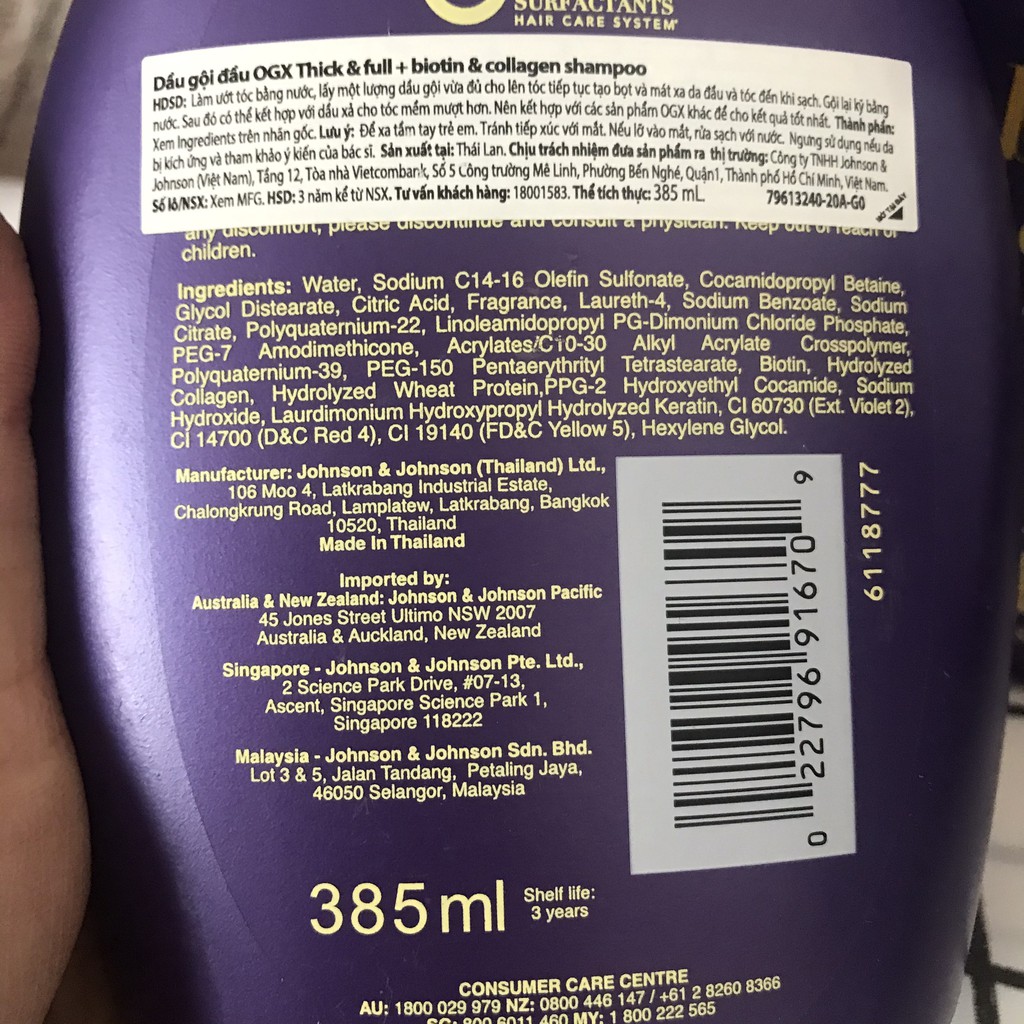 SURFACTANTS
HAIR CARE SYSTEM
Dầu gội đầu OGX Thick & full + biotin & collagen shampoo
HDSD: Làm ướt tóc bằng nước, lấy một lượng dầu gội vừa đủ cho lên tóc tiếp tục tạo bọt và mát xa da đầu và tóc đến khi sạch. Gội lại kỹ bằng
nước. Sau đó có thể kết hợp với dầu xả cho tóc mềm mượt hơn. Nên kết hợp với các sản phẩm OGX khác để cho kết quả tốt nhất. Thành phần:
Xem Ingredients trên nhãn gốc. Lưu ý: Để xa tầm tay trẻ em. Tránh tiếp xúc với mắt. Nếu lỡ vào mắt, rửa sạch với nước. Ngưng sử dụng nếu da
bị kích ứng và tham khảo ý kiến của bác sĩ. Sản xuất tại: Thái Lan. Chịu trách nhiệm đưa sản phẩm ra thị trường: Công ty TNHH Johnson &
Johnson (Việt Nam), Tầng 12, Tòa nhà Vietcombank, Số 5 Công trường Mê Linh, Phường Bến Nghé, Quận1, Thành phố Hồ Chí Minh, Việt Nam.
Số lô/NSX: Xem MFG. HSD: 3 năm kể từ NSX. Tư vấn khách hàng: 18001583. Thể tích thực: 385 mL 79613240-20A-G0
MỞ TẠI ĐÂY
any discomfort, please discontinue and consult a physician. Keep out of reach of
children.
Ingredients: Water, Sodium C14-16 Olefin Sulfonate, Cocamidopropyl Betaine,
Glycol Distearate, Citric Acid, Fragrance, Laureth-4, Sodium Benzoate, Sodium
Citrate, Polyquaternium-22, Linoleamidopropyl PG-Dimonium Chloride Phosphate,
PEG-7 Amodimethicone, Acrylates/C10-30 Alkyl Acrylate Crosspolymer,
Polyquaternium-39, PEG-150 Pentaerythrityl Tetrastearate, Biotin, Hydrolyzed
Collagen, Hydrolyzed Wheat Protein,PPG-2 Hydroxyethyl Cocamide, Sodium
Hydroxide, Laurdimonium Hydroxypropyl Hydrolyzed Keratin, CI 60730 (Ext. Violet 2),
CI 14700 (D&C Red 4), CI 19140 (FD&C Yellow 5), Hexylene Glycol.
Manufacturer: Johnson & Johnson (Thailand) Ltd.,
106 Moo 4, Latkrabang Industrial Estate,
Chalongkrung Road, Lamplatew, Latkrabang, Bangkok
10520, Thailand
Made In Thailand
Imported by:
Australia & New Zealand: Johnson & Johnson Pacific
45 Jones Street Ultimo NSW 2007
Australia & Auckland, New Zealand
Singapore - Johnson & Johnson Pte. Ltd.,
2 Science Park Drive, #07-13,
Ascent, Singapore Science Park 1,
Singapore 118222
Malaysia - Johnson & Johnson Sdn. Bhd.
Lot 3 & 5, Jalan Tandang, Petaling Jaya,
46050 Selangor, Malaysia
0 22796 91670 9
6118777
385ml
Shelf life:
3 years
CONSUMER CARE CENTRE
AU: 1800 029 979 NZ: 0800 446 147 / +61 2 8260 8366
SG: 800 6011 460 MY: 1 800 222 565